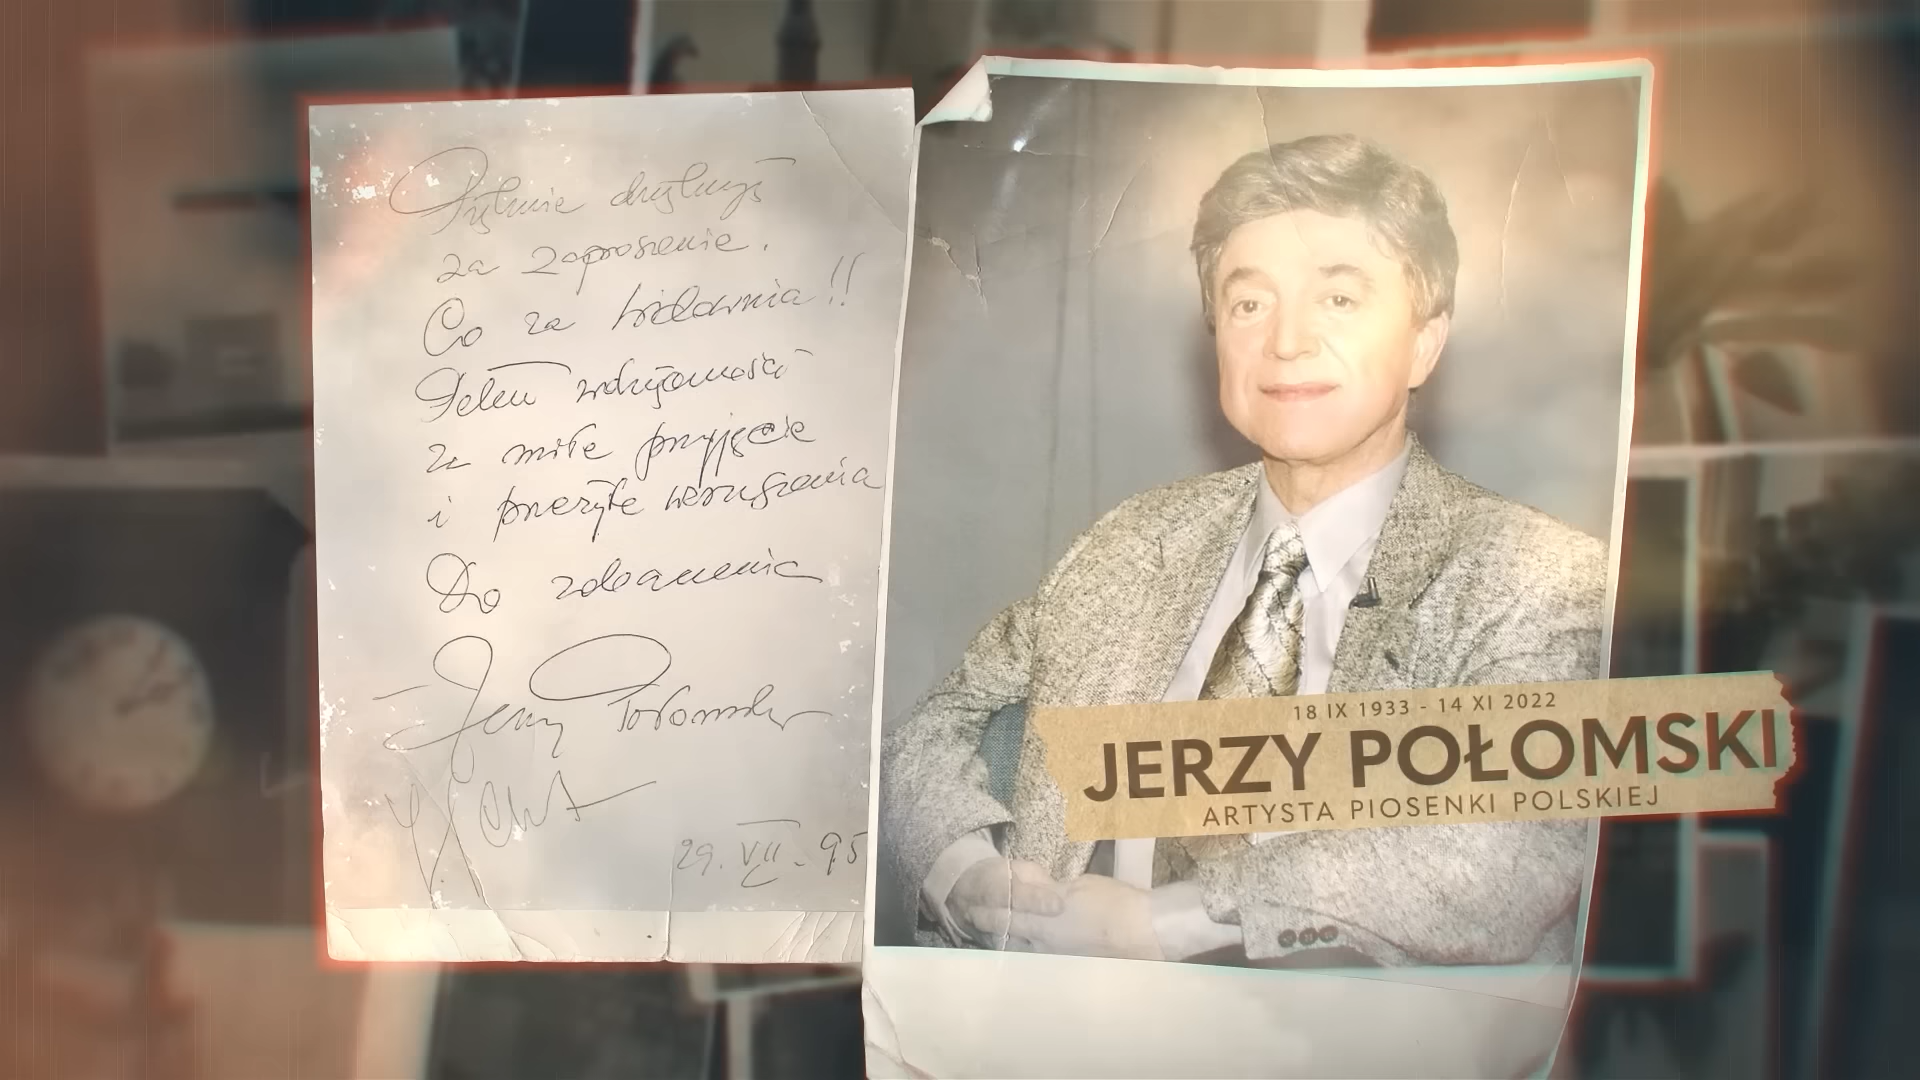 Pięknie dziękuję
za zaproszenie.
Co za widownia!!
Pełen wdzięczności
za miłe przyjęcie
i przeżyte wzruszenia
Do zobaczenia
Jerzy Połomski
29. VII. 95
18 IX 1933 - 14 XI 2022
JERZY POŁOMSKI
ARTYSTA PIOSENKI POLSKIEJ